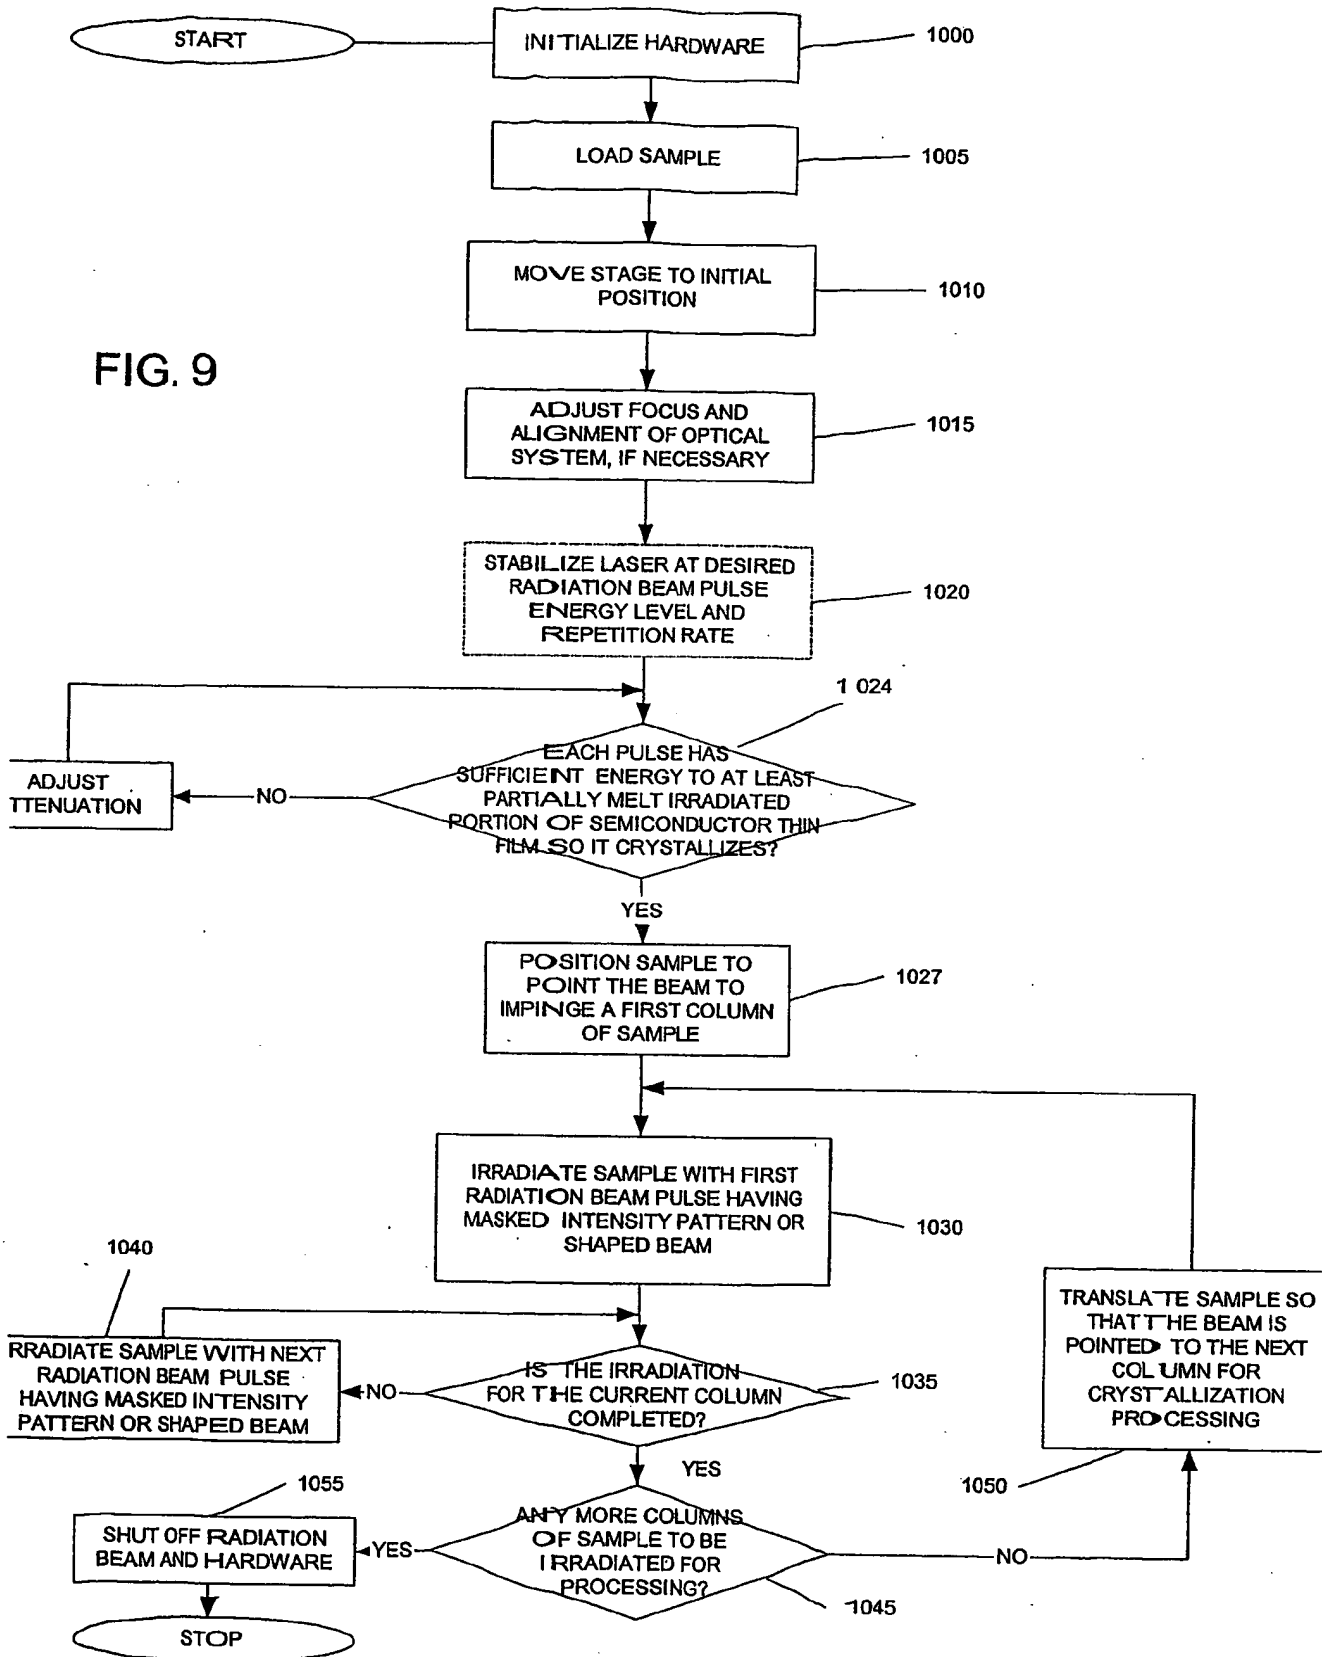 START
INITIALIZE HARDWARE
1000
LOAD SAMPLE
1005
MOVE STAGE TO INITIAL
POSITION
1010
FIG. 9
ADJUST FOCUS AND
ALIGNMENT OF OPTICAL
SYSTEM, IF NECESSARY
1015
STABILIZE LASER AT DESIRED
RADIATION BEAM PULSE
ENERGY LEVEL AND
REPETITION RATE
1020
1 024
EACH PULSE HAS
SUFFICIENT ENERGY TO AT LEAST
PARTIALLY MELT IRRADIATED
PORTION OF SEMICONDUCTOR THIN
FILM SO IT CRYSTALLIZES?
NO
ADJUST
TTENUATION
YES
POSITION SAMPLE TO
POINT THE BEAM TO
IMPINGE A FIRST COLUMN
OF SAMPLE
1027
IRRADIATE SAMPLE WITH FIRST
RADIATION BEAM PULSE HAVING
MASKED INTENSITY PATTERN OR
SHAPED BEAM
1030
1040
RRADIATE SAMPLE WITH NEXT
RADIATION BEAM PULSE
HAVING MASKED INTENSITY
PATTERN OR SHAPED BEAM
NO
IS THE IRRADIATION
FOR THE CURRENT COLUMN
COMPLETED?
1035
TRANSLATE SAMPLE SO
THAT THE BEAM IS
POINTED TO THE NEXT
COLUMN FOR
CRYSTALLIZATION
PROCESSING
1050
YES
1055
SHUT OFF RADIATION
BEAM AND HARDWARE
YES
ANY MORE COLUMNS
OF SAMPLE TO BE
IRRADIATED FOR
PROCESSING?
NO
1045
STOP